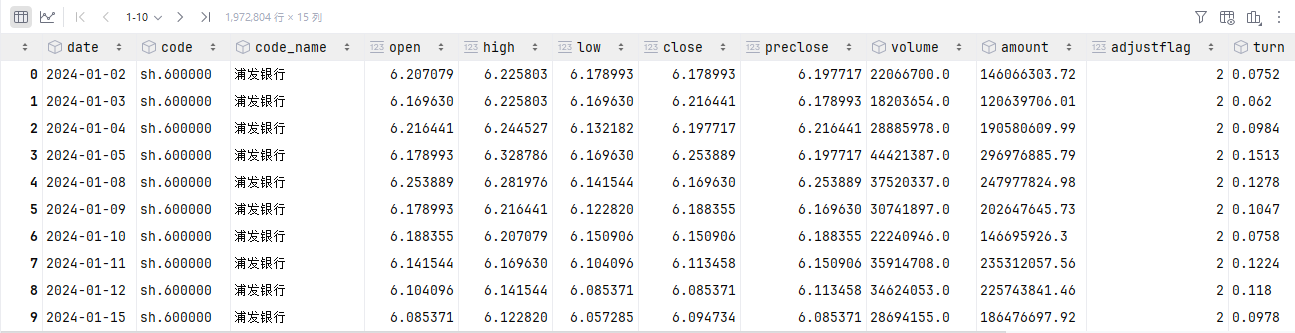 1-10 1,972,804 行 × 15 列
date code code_name 123 open 123 high 123 low 123 close 123 preclose volume amount 123 adjustflag turn
0 2024-01-02 sh.600000 浦发银行 6.207079 6.225803 6.178993 6.178993 6.197717 22066700.0 146066303.72 2 0.0752
1 2024-01-03 sh.600000 浦发银行 6.169630 6.225803 6.169630 6.216441 6.178993 18203654.0 120639706.01 2 0.062
2 2024-01-04 sh.600000 浦发银行 6.216441 6.244527 6.132182 6.197717 6.216441 28885978.0 190580609.99 2 0.0984
3 2024-01-05 sh.600000 浦发银行 6.178993 6.328786 6.169630 6.253889 6.197717 44421387.0 296976885.79 2 0.1513
4 2024-01-08 sh.600000 浦发银行 6.253889 6.281976 6.141544 6.169630 6.253889 37520337.0 247977824.98 2 0.1278
5 2024-01-09 sh.600000 浦发银行 6.178993 6.216441 6.122820 6.188355 6.169630 30741897.0 202647645.73 2 0.1047
6 2024-01-10 sh.600000 浦发银行 6.188355 6.207079 6.150906 6.150906 6.188355 22240946.0 146695926.3 2 0.0758
7 2024-01-11 sh.600000 浦发银行 6.141544 6.169630 6.104096 6.113458 6.150906 35914708.0 235312057.56 2 0.1224
8 2024-01-12 sh.600000 浦发银行 6.104096 6.141544 6.085371 6.085371 6.113458 34624053.0 225743841.46 2 0.118
9 2024-01-15 sh.600000 浦发银行 6.085371 6.122820 6.057285 6.094734 6.085371 28694155.0 186476697.92 2 0.0978